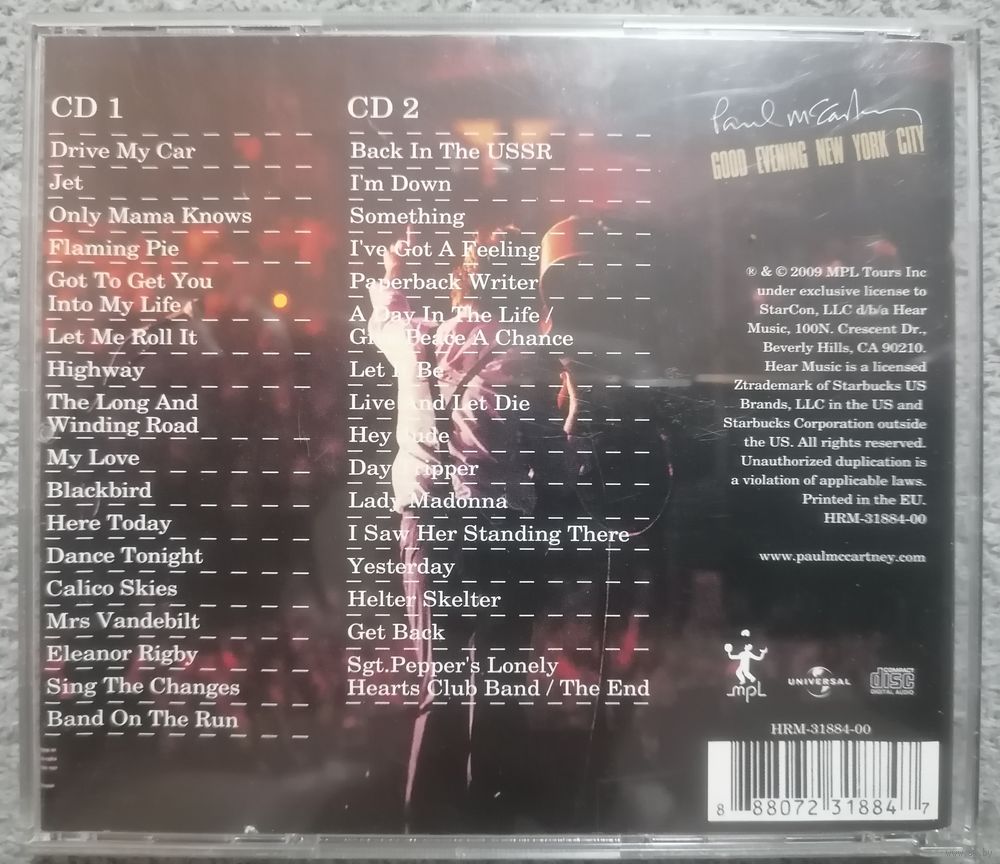 CD 1
Drive My Car
Jet
Only Mama Knows
Flaming Pie
Got To Get You
Into My Life
Let Me Roll It
Highway
The Long And
Winding Road
My Love
Blackbird
Here Today
Dance Tonight
Calico Skies
Mrs Vandebilt
Eleanor Rigby
Sing The Changes
Band On The Run
CD 2
Back In The USSR
I'm Down
Something
I've Got A Feeling
Paperback Writer
A Day In The Life /
Give Peace A Chance
Let It Be
Live And Let Die
Hey Jude
Day Tripper
Lady Madonna
I Saw Her Standing There
Yesterday
Helter Skelter
Get Back
Sgt.Pepper's Lonely
Hearts Club Band / The End
Paul McCartney
GOOD EVENING NEW YORK CITY
® & © 2009 MPL Tours Inc
under exclusive license to
StarCon, LLC d/b/a Hear
Music, 100N. Crescent Dr.,
Beverly Hills, CA 90210.
Hear Music is a licensed
Ztrademark of Starbucks US
Brands, LLC in the US and
Starbucks Corporation outside
the US. All rights reserved.
Unauthorized duplication is
a violation of applicable laws.
Printed in the EU.
HRM-31884-00
www.paulmccartney.com
mpL
UNIVERSAL
COMPACT
disc
DIGITAL AUDIO
HRM-31884-00
8 88072 31884 7